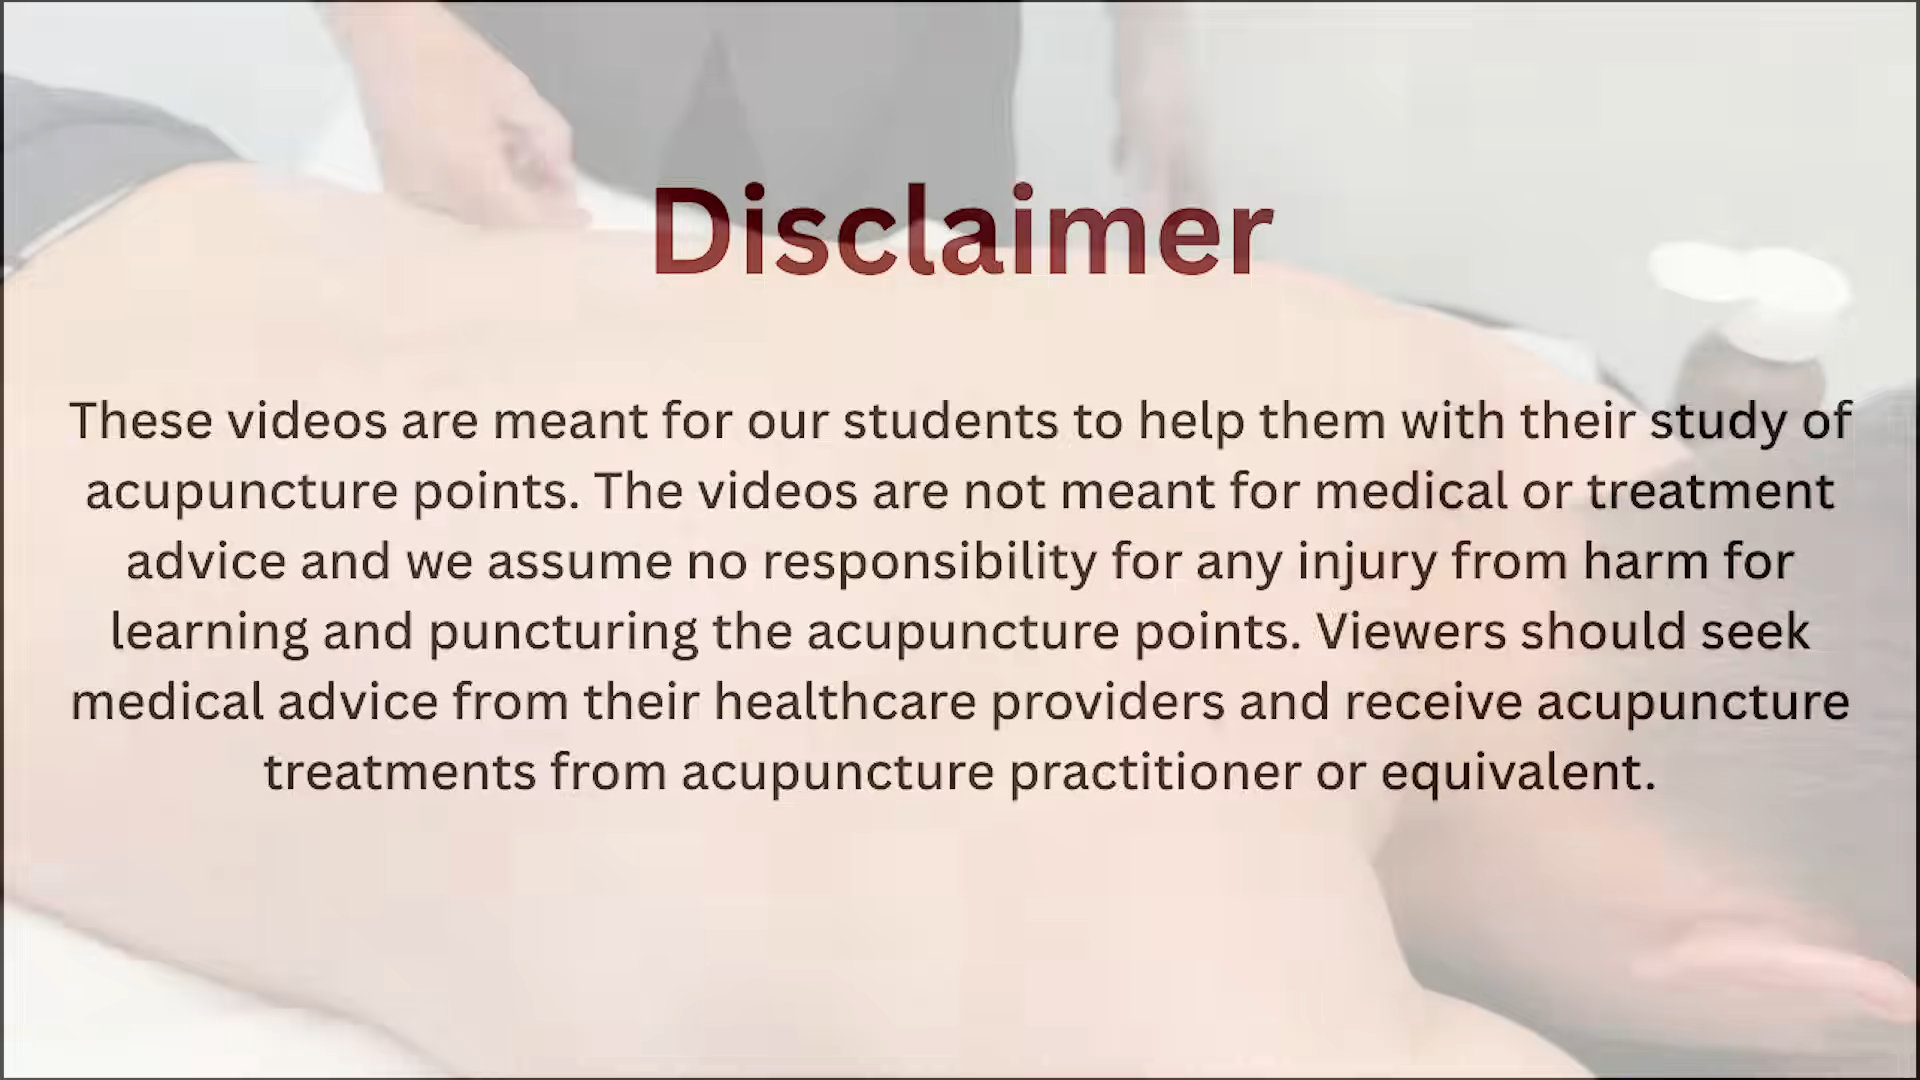 Disclaimer
These videos are meant for our students to help them with their study of
acupuncture points. The videos are not meant for medical or treatment
advice and we assume no responsibility for any injury from harm for
learning and puncturing the acupuncture points. Viewers should seek
medical advice from their healthcare providers and receive acupuncture
treatments from acupuncture practitioner or equivalent.